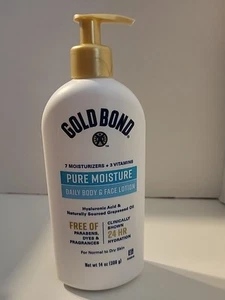 GOLD BOND
7 MOISTURIZERS + 3 VITAMINS
PURE MOISTURE
DAILY BODY & FACE LOTION
Hyaluronic Acid &
Naturally Sourced Grapeseed Oil
FREE OF
PARABENS,
DYES &
FRAGRANCES
CLINICALLY
SHOWN
24 HR
HYDRATION
For Normal to Dry Skin
Net wt 14 oz (396 g)